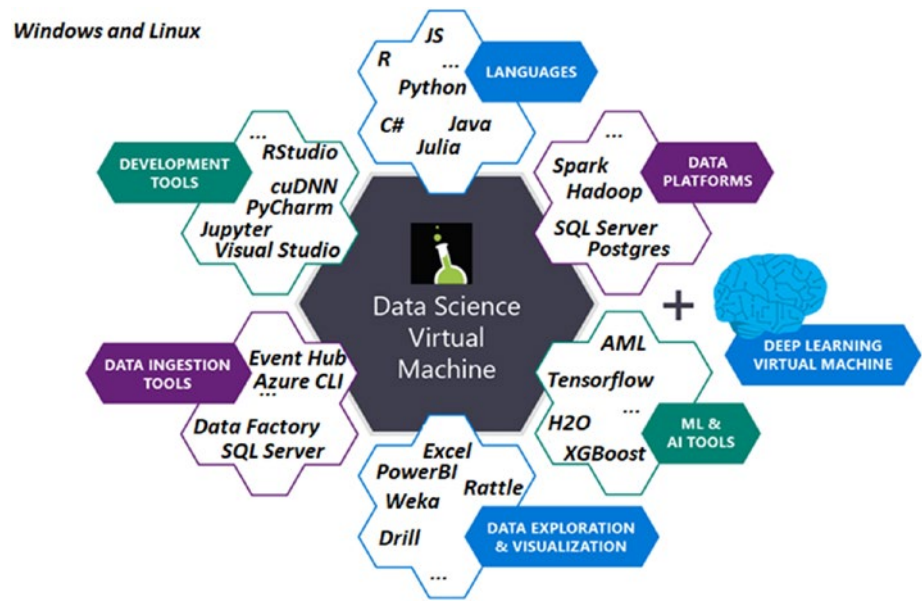 Windows and Linux
JS
R
...
Python
C#
Java
Julia
LANGUAGES
...
RStudio
cuDNN
PyCharm
Jupyter
Visual Studio
DEVELOPMENT
TOOLS
...
Spark
Hadoop
SQL Server
Postgres
DATA
PLATFORMS
Data Science
Virtual
Machine
+
DEEP LEARNING
VIRTUAL MACHINE
Event Hub
Azure CLI
...
Data Factory
SQL Server
DATA INGESTION
TOOLS
AML
Tensorflow
...
H2O
XGBoost
ML &
AI TOOLS
Excel
PowerBI
Rattle
Weka
Drill
...
DATA EXPLORATION
& VISUALIZATION